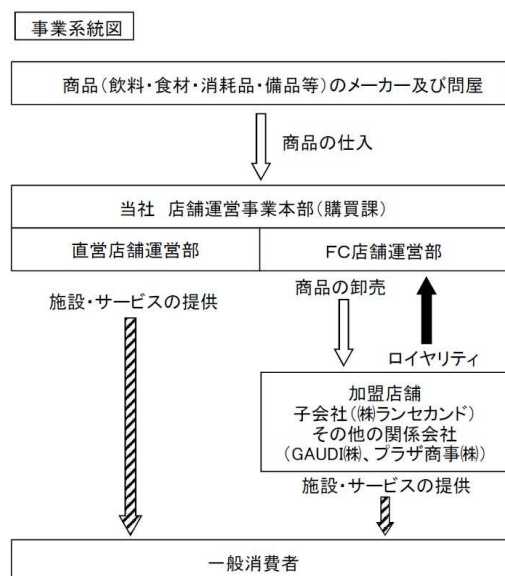 事業系統図
商品(飲料・食材・消耗品・備品等)のメーカー及び問屋
商品の仕入
当社 店舗運営事業本部(購買課)
直営店舗運営部
FC店舗運営部
施設・サービスの提供
商品の卸売
ロイヤリティ
加盟店舗
子会社(㈱ランセカンド)
その他の関係会社
(GAUDI㈱、プラザ商事㈱)
施設・サービスの提供
一般消費者